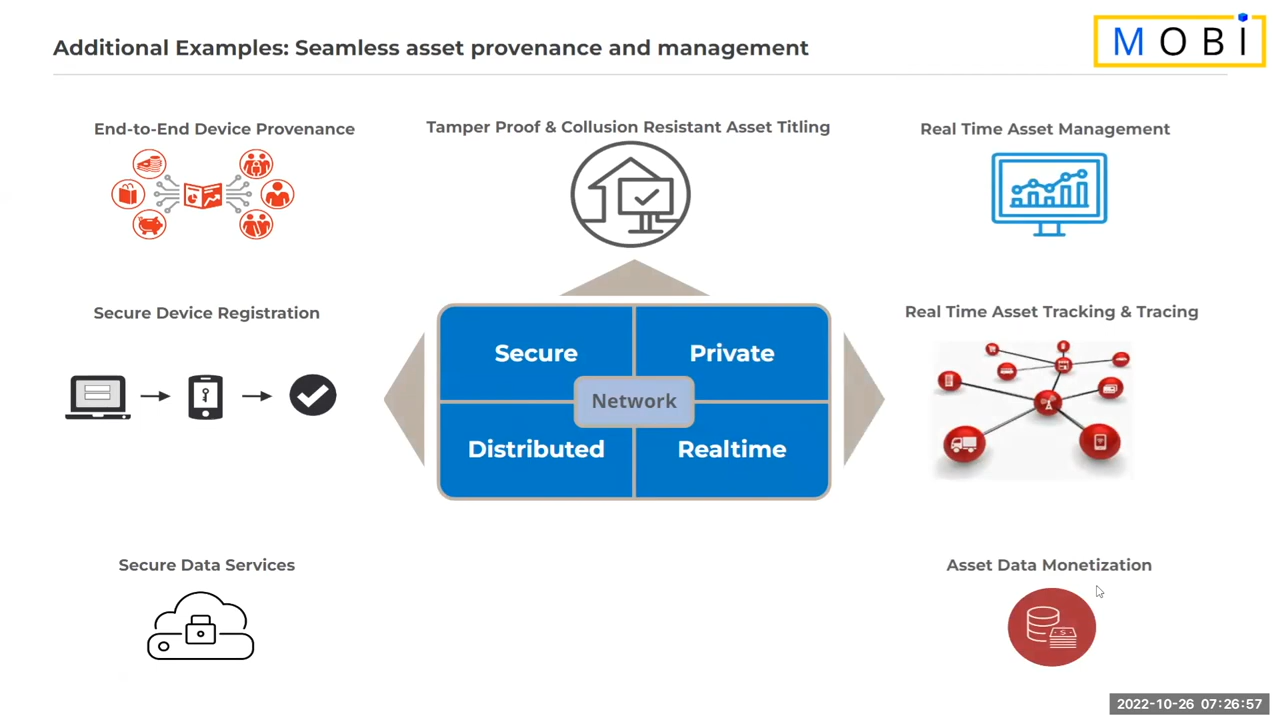 Additional Examples: Seamless asset provenance and management
MOBI
End-to-End Device Provenance
Tamper Proof & Collusion Resistant Asset Titling
Real Time Asset Management
Secure Device Registration
Real Time Asset Tracking & Tracing
Secure
Private
Network
Distributed
Realtime
Secure Data Services
Asset Data Monetization
2022-10-26 07:26:57